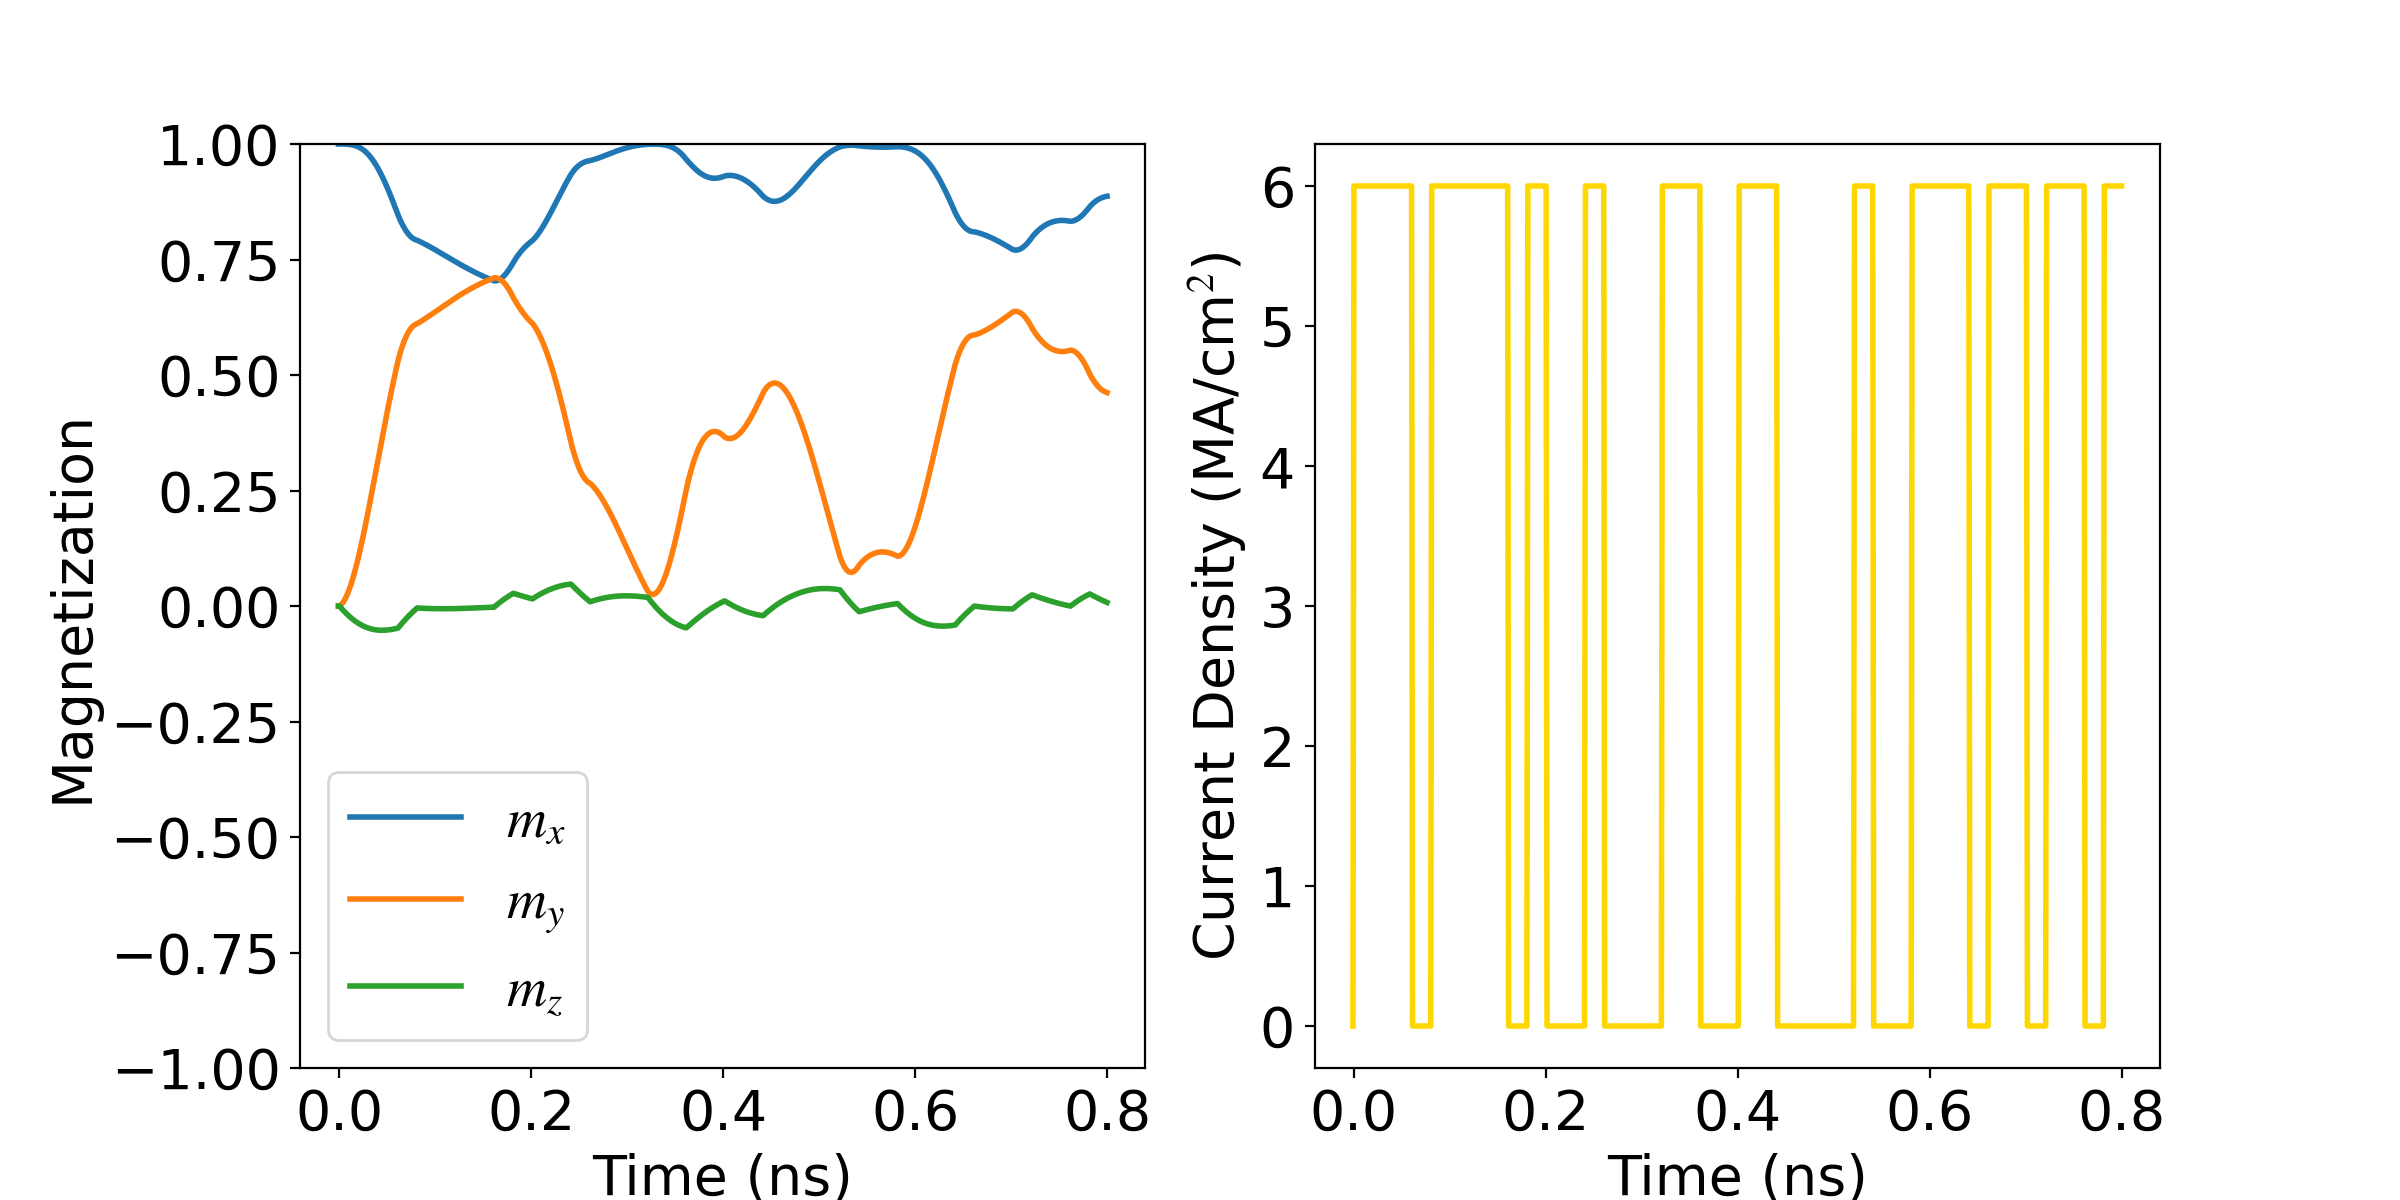 Magnetization
1.00
0.75
0.50
0.25
0.00
−0.25
−0.50
−0.75
−1.00
m_x
m_y
m_z
0.0 0.2 0.4 0.6 0.8
Time (ns)
Current Density (MA/cm²)
6
5
4
3
2
1
0
0.0 0.2 0.4 0.6 0.8
Time (ns)